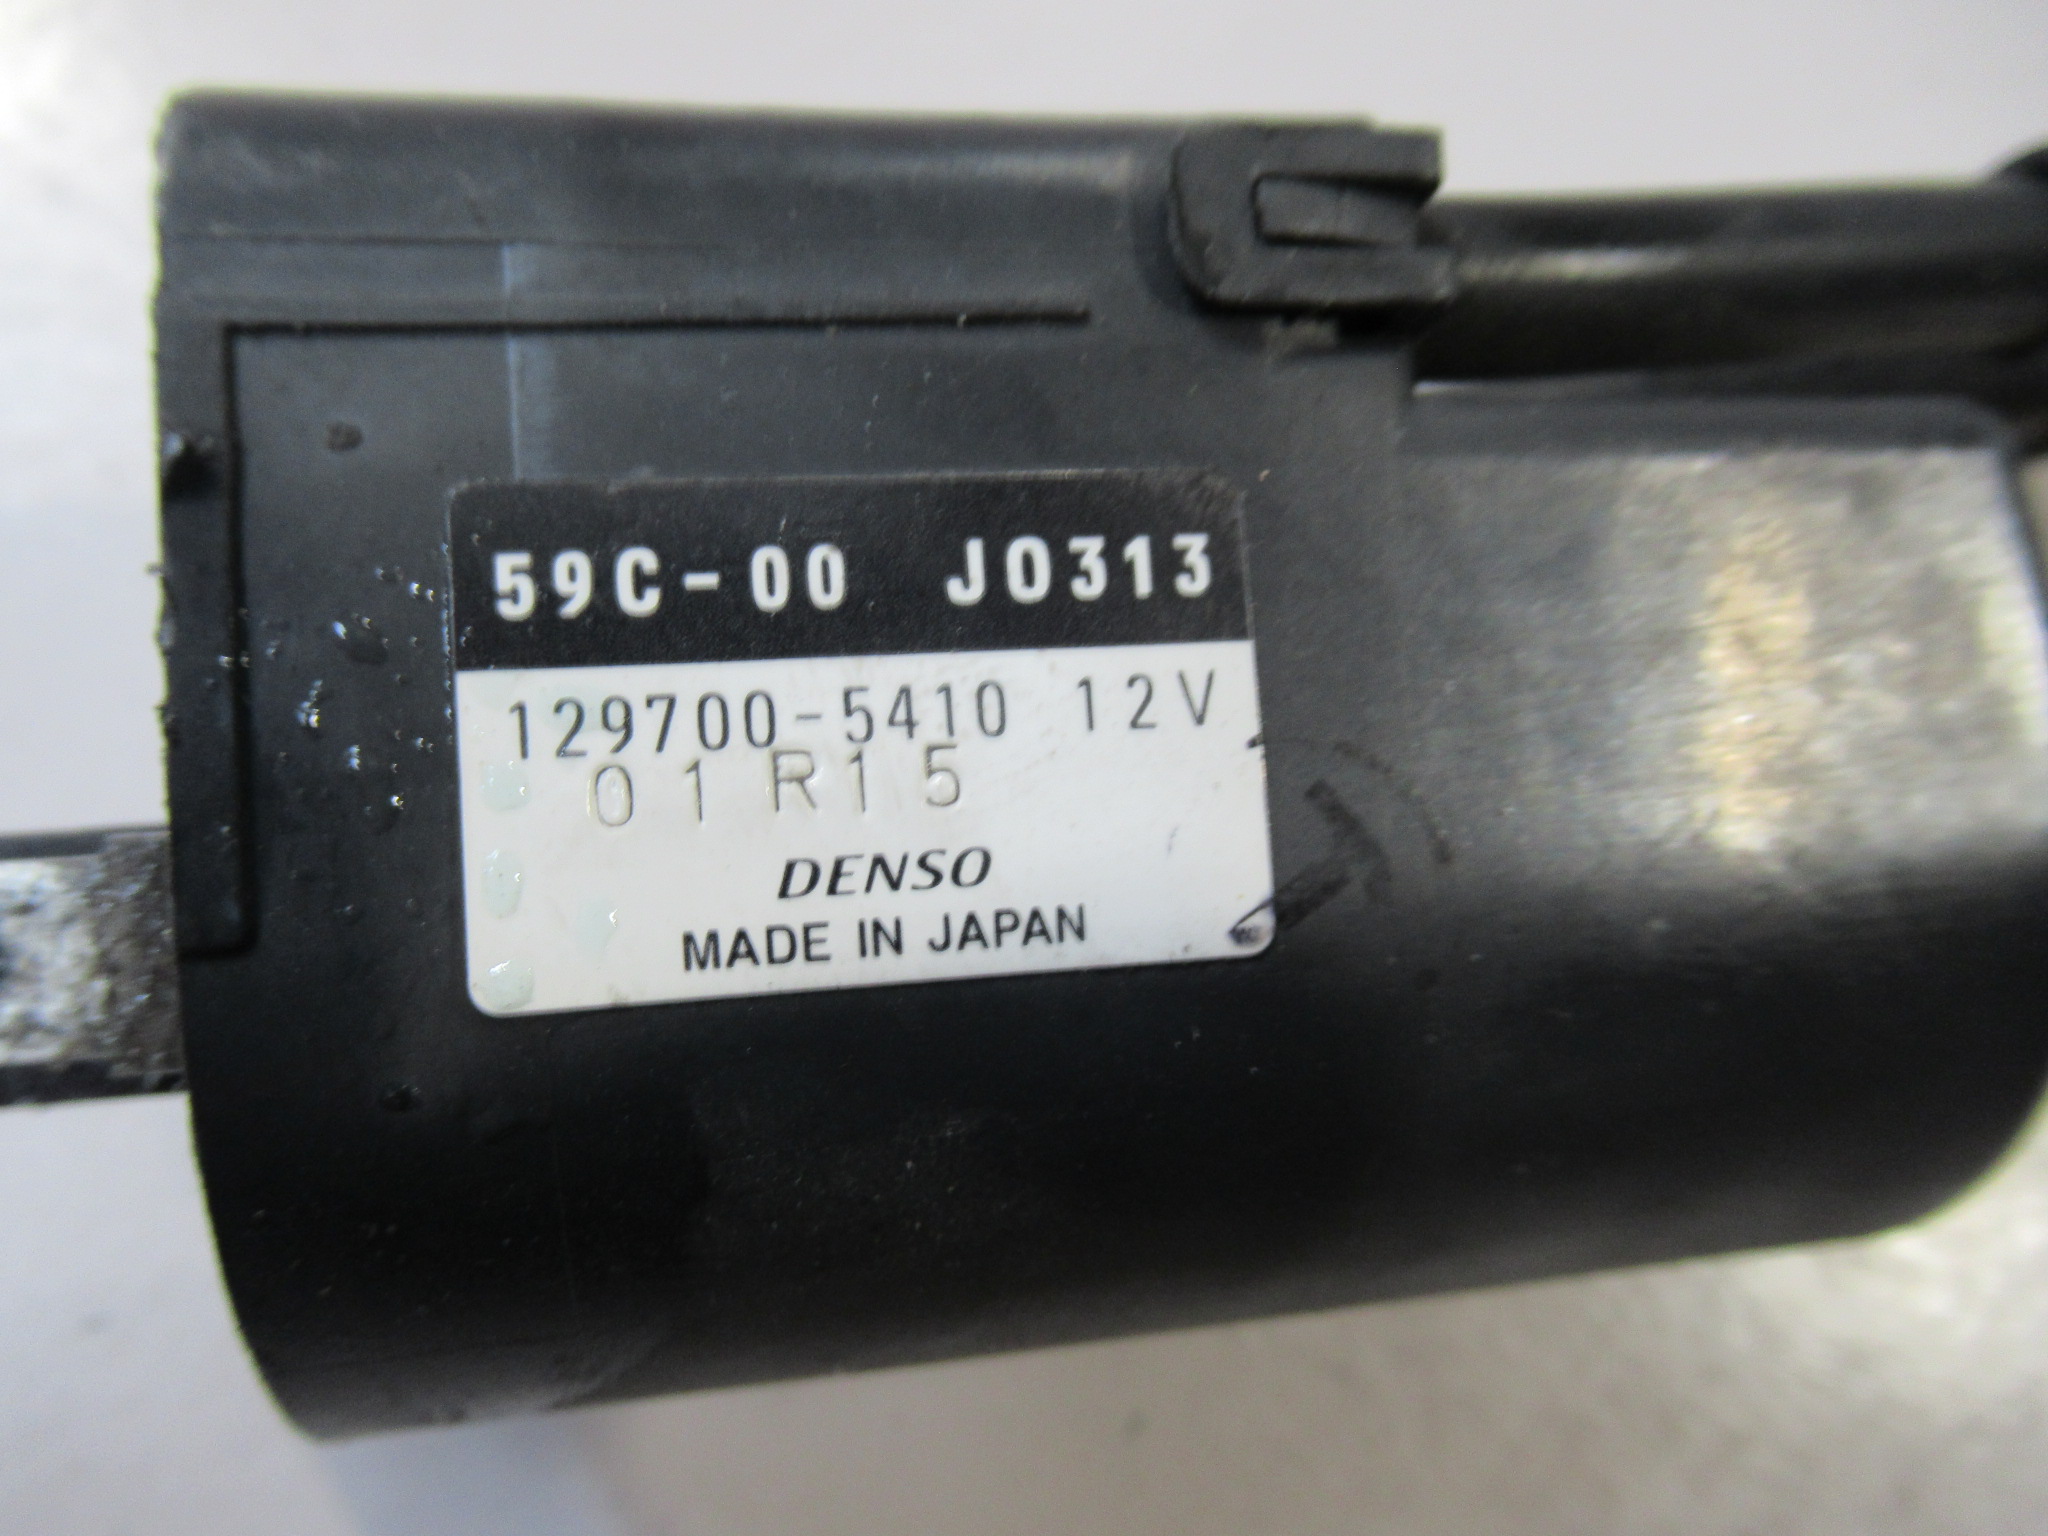 59C-00 J0313
129700-5410 12V
01R15
DENSO
MADE IN JAPAN